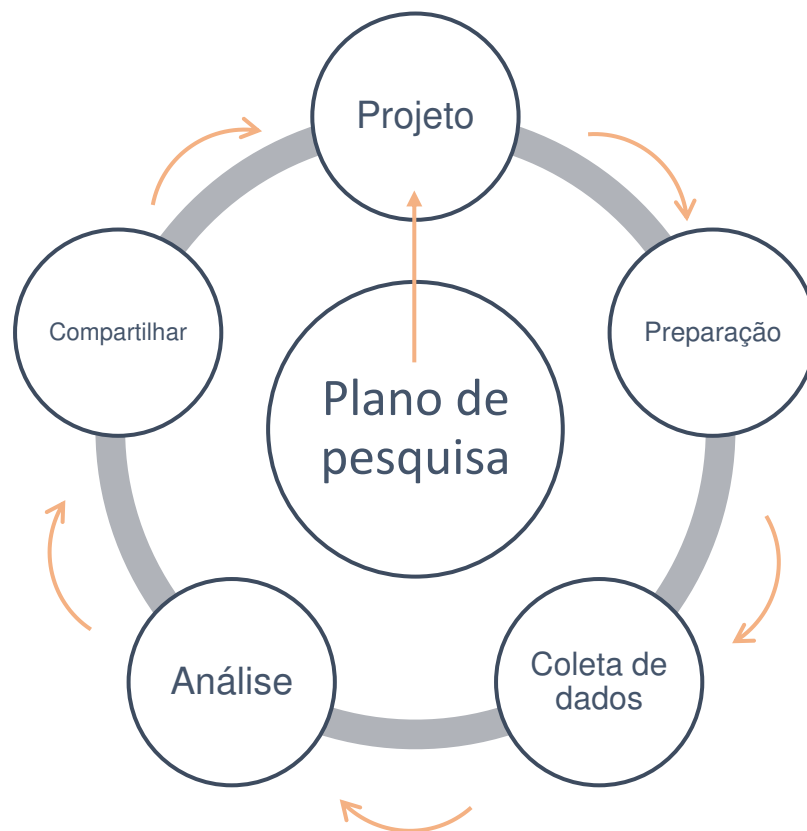 Projeto
Compartilhar
Preparação
Plano de
pesquisa
Análise
Coleta de
dados